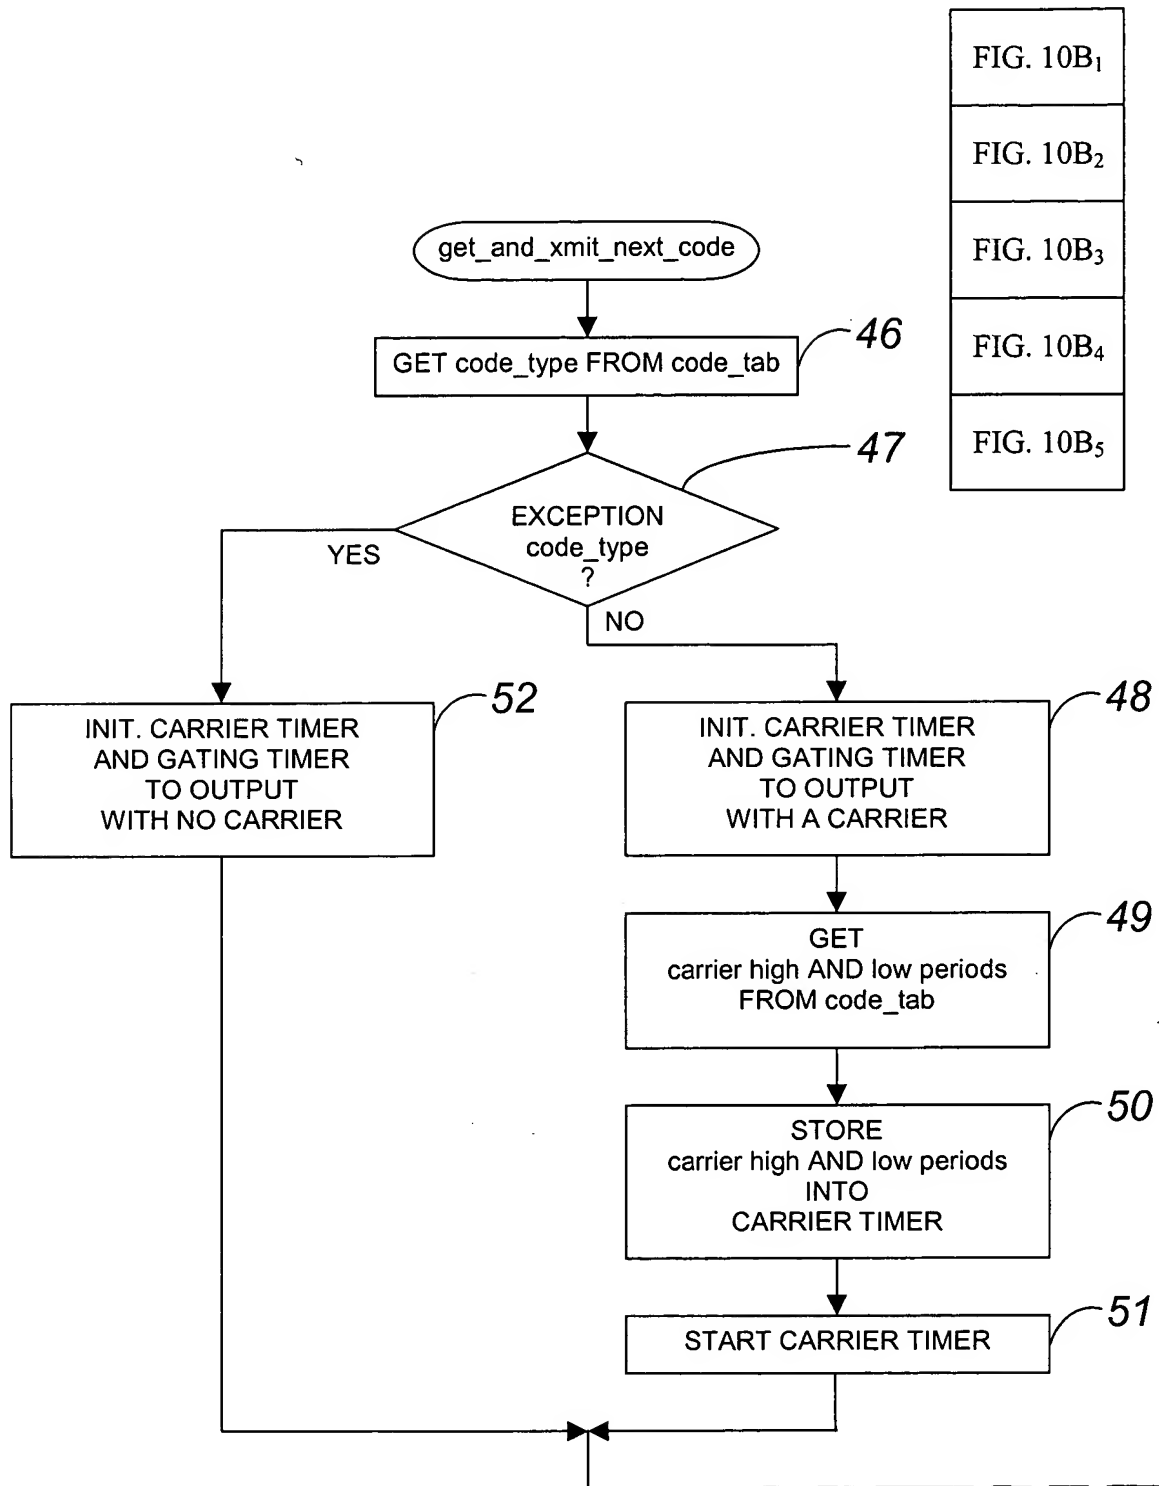 FIG. 10B₁
FIG. 10B₂
FIG. 10B₃
FIG. 10B₄
FIG. 10B₅
get_and_xmit_next_code
46
GET code_type FROM code_tab
47
EXCEPTION
code_type
?
YES
NO
52
INIT. CARRIER TIMER
AND GATING TIMER
TO OUTPUT
WITH NO CARRIER
48
INIT. CARRIER TIMER
AND GATING TIMER
TO OUTPUT
WITH A CARRIER
49
GET
carrier high AND low periods
FROM code_tab
50
STORE
carrier high AND low periods
INTO
CARRIER TIMER
51
START CARRIER TIMER